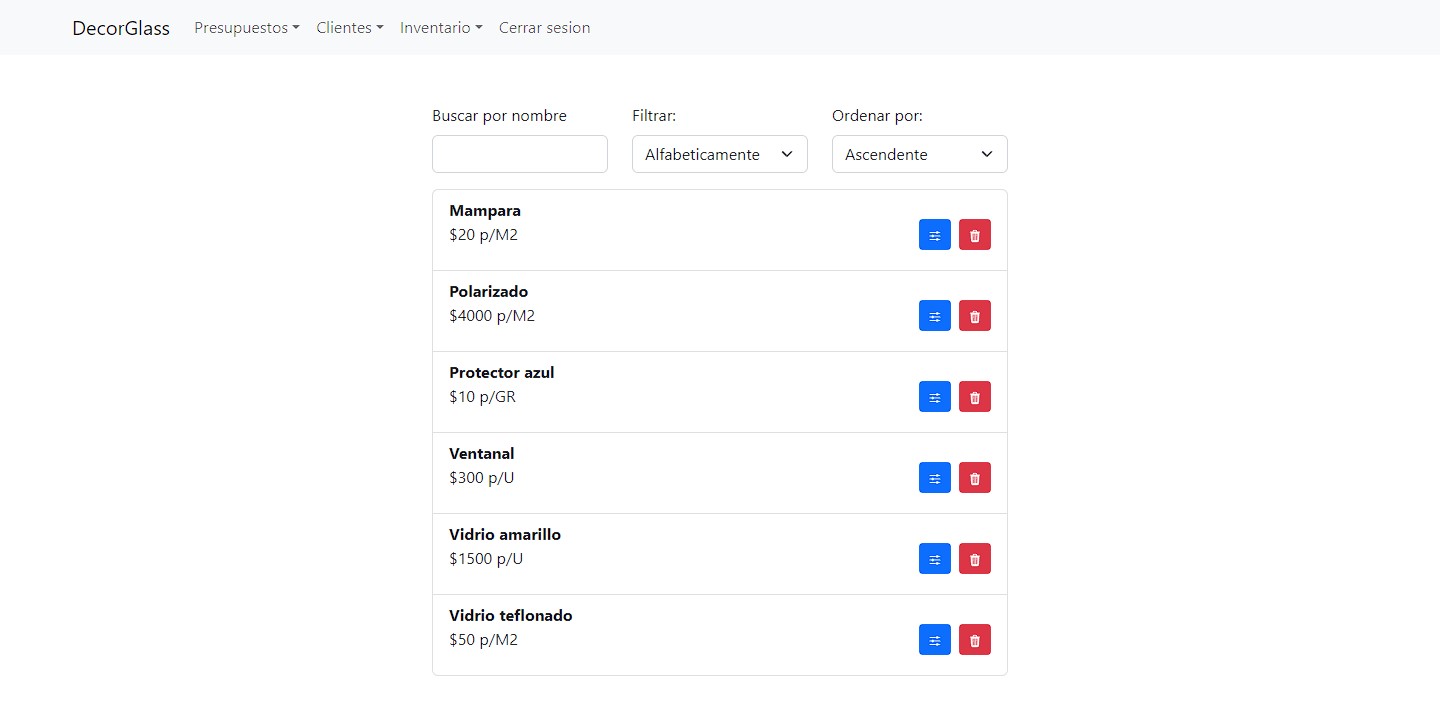 DecorGlass Presupuestos Clientes Inventario Cerrar sesion
Buscar por nombre Filtrar: Ordenar por:
Alfabeticamente Ascendente
Mampara
$20 p/M2
Polarizado
$4000 p/M2
Protector azul
$10 p/GR
Ventanal
$300 p/U
Vidrio amarillo
$1500 p/U
Vidrio teflonado
$50 p/M2